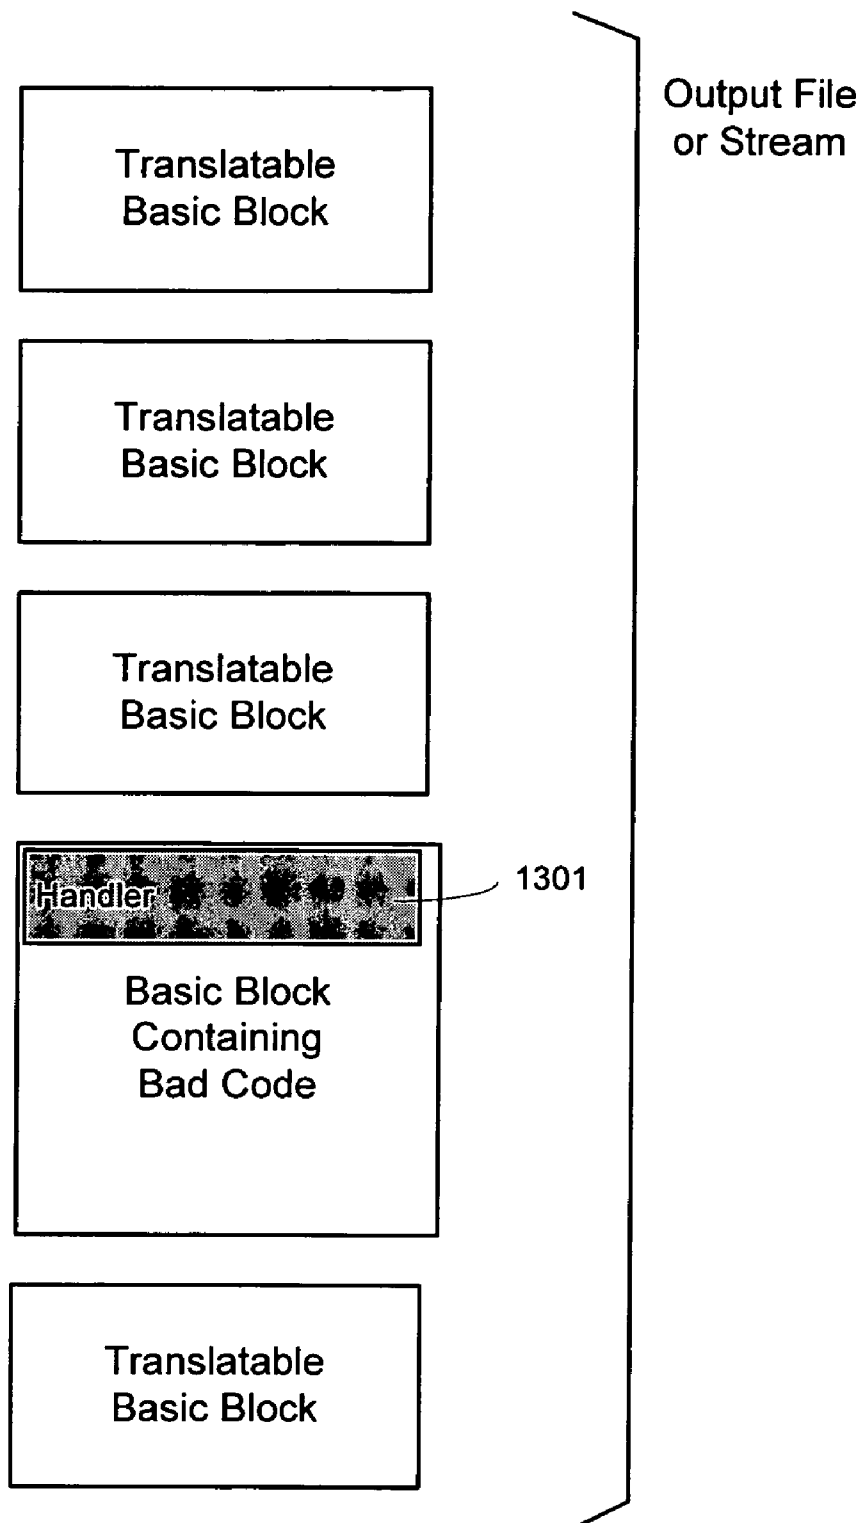 Output File
or Stream
Translatable
Basic Block
Translatable
Basic Block
Translatable
Basic Block
Handler
1301
Basic Block
Containing
Bad Code
Translatable
Basic Block